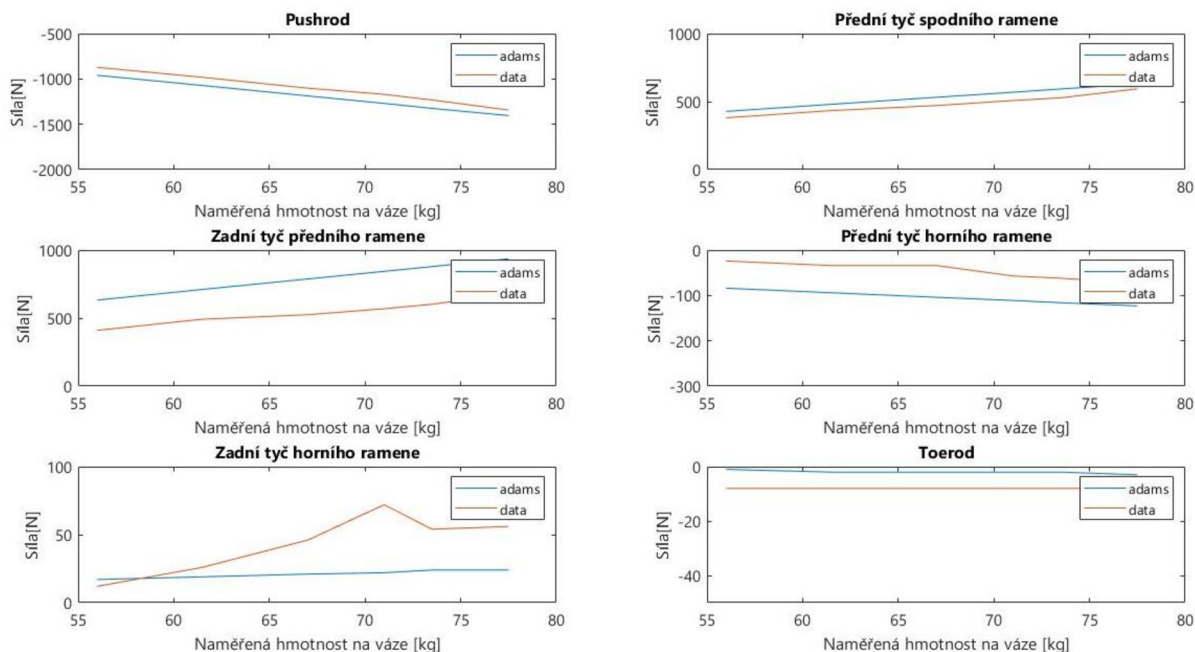 Pushrod
-500
-1000
-1500
-2000
Síla[N]
adams
data
55 60 65 70 75 80
Naměřená hmotnost na váze [kg]
Přední tyč spodního ramene
1000
500
0
Síla[N]
adams
data
55 60 65 70 75 80
Naměřená hmotnost na váze [kg]
Zadní tyč předního ramene
1000
500
0
Síla[N]
adams
data
55 60 65 70 75 80
Naměřená hmotnost na váze [kg]
Přední tyč horního ramene
0
-100
-200
-300
Síla[N]
adams
data
55 60 65 70 75 80
Naměřená hmotnost na váze [kg]
Zadní tyč horního ramene
100
50
0
Síla[N]
adams
data
55 60 65 70 75 80
Naměřená hmotnost na váze [kg]
Toerod
0
-20
-40
Síla[N]
adams
data
55 60 65 70 75 80
Naměřená hmotnost na váze [kg]